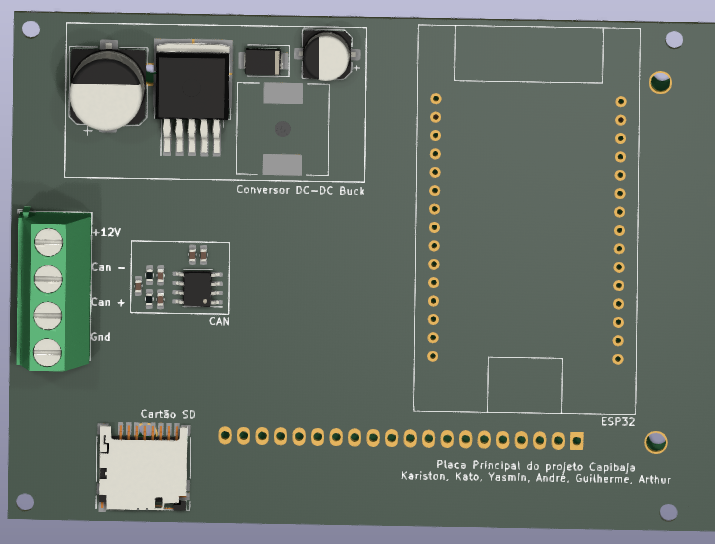 Conversor DC-DC Buck
+12V
Can -
Can +
Gnd
CAN
Cartão SD
ESP32
Placa Principal do projeto Capibaja
Kariston, Kato, Yasmin, André, Guilherme, Arthur